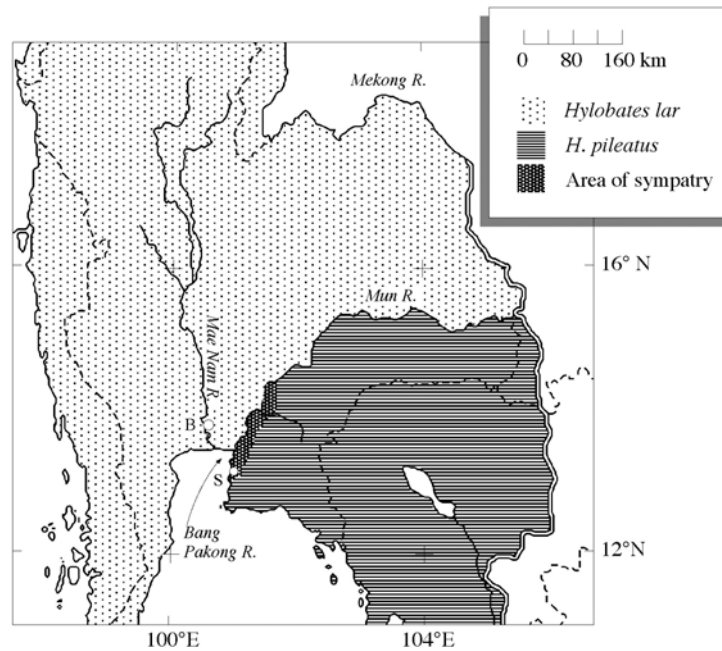 0 80 160 km
Hylobates lar
H. pileatus
Area of sympatry
Mekong R.
16° N
Mun R.
Mae Nam R
B
S
Bang
Pakong R.
12°N
100°E 104°E